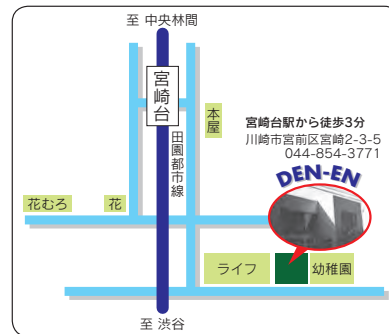 至 中央林間
宮崎台
本屋
田園都市線
宮崎台駅から徒歩3分
川崎市宮前区宮崎2-3-5
044-854-3771
DEN-EN
花むろ
花
ライフ
幼稚園
至 渋谷